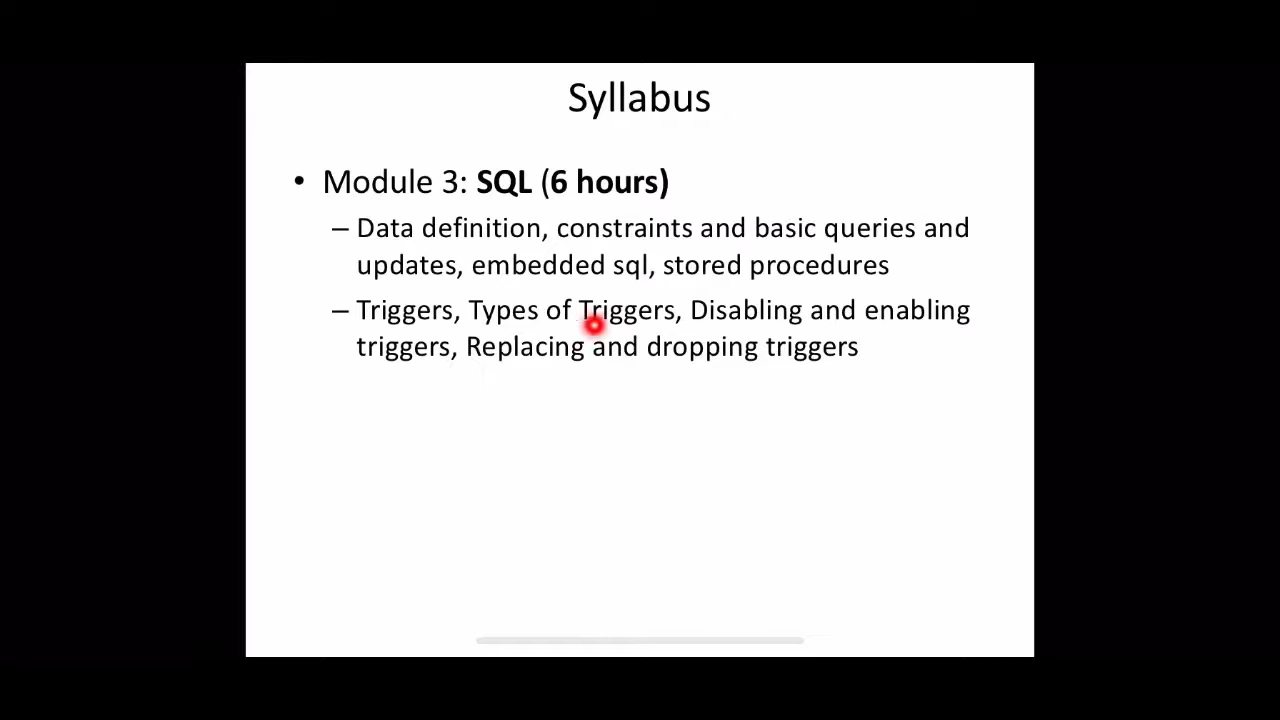 Syllabus
• Module 3: SQL (6 hours)
– Data definition, constraints and basic queries and
updates, embedded sql, stored procedures
– Triggers, Types of Triggers, Disabling and enabling
triggers, Replacing and dropping triggers